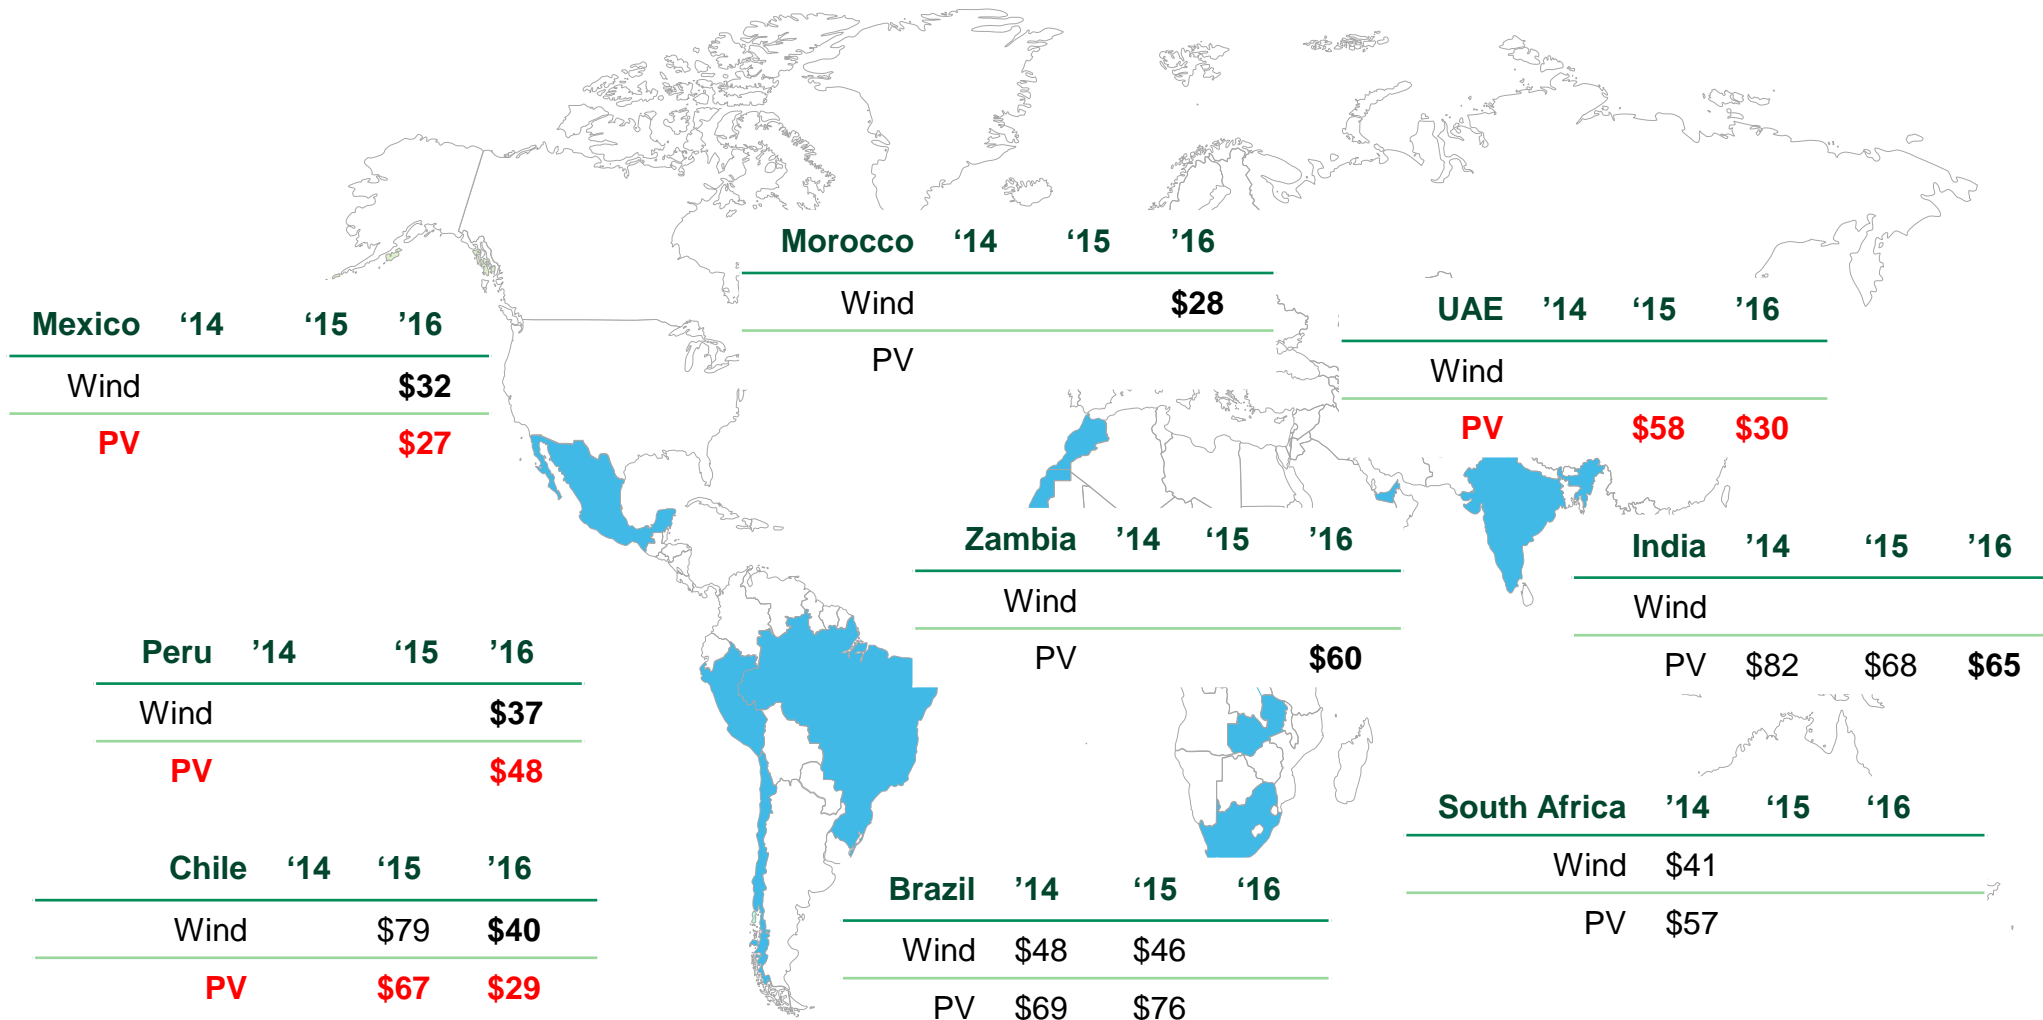 Morocco ‘14 ‘15 ’16
Wind $28
PV
Mexico ‘14 ‘15 ’16
Wind $32
PV $27
UAE ’14 ‘15 ’16
Wind
PV $58 $30
Zambia ’14 ‘15 ’16
Wind
PV $60
India ’14 ‘15 ’16
Wind
PV $82 $68 $65
Peru ’14 ‘15 ’16
Wind $37
PV $48
Chile ‘14 ‘15 ’16
Wind $79 $40
PV $67 $29
Brazil ’14 ‘15 ‘16
Wind $48 $46
PV $69 $76
South Africa ’14 ‘15 ‘16
Wind $41
PV $57